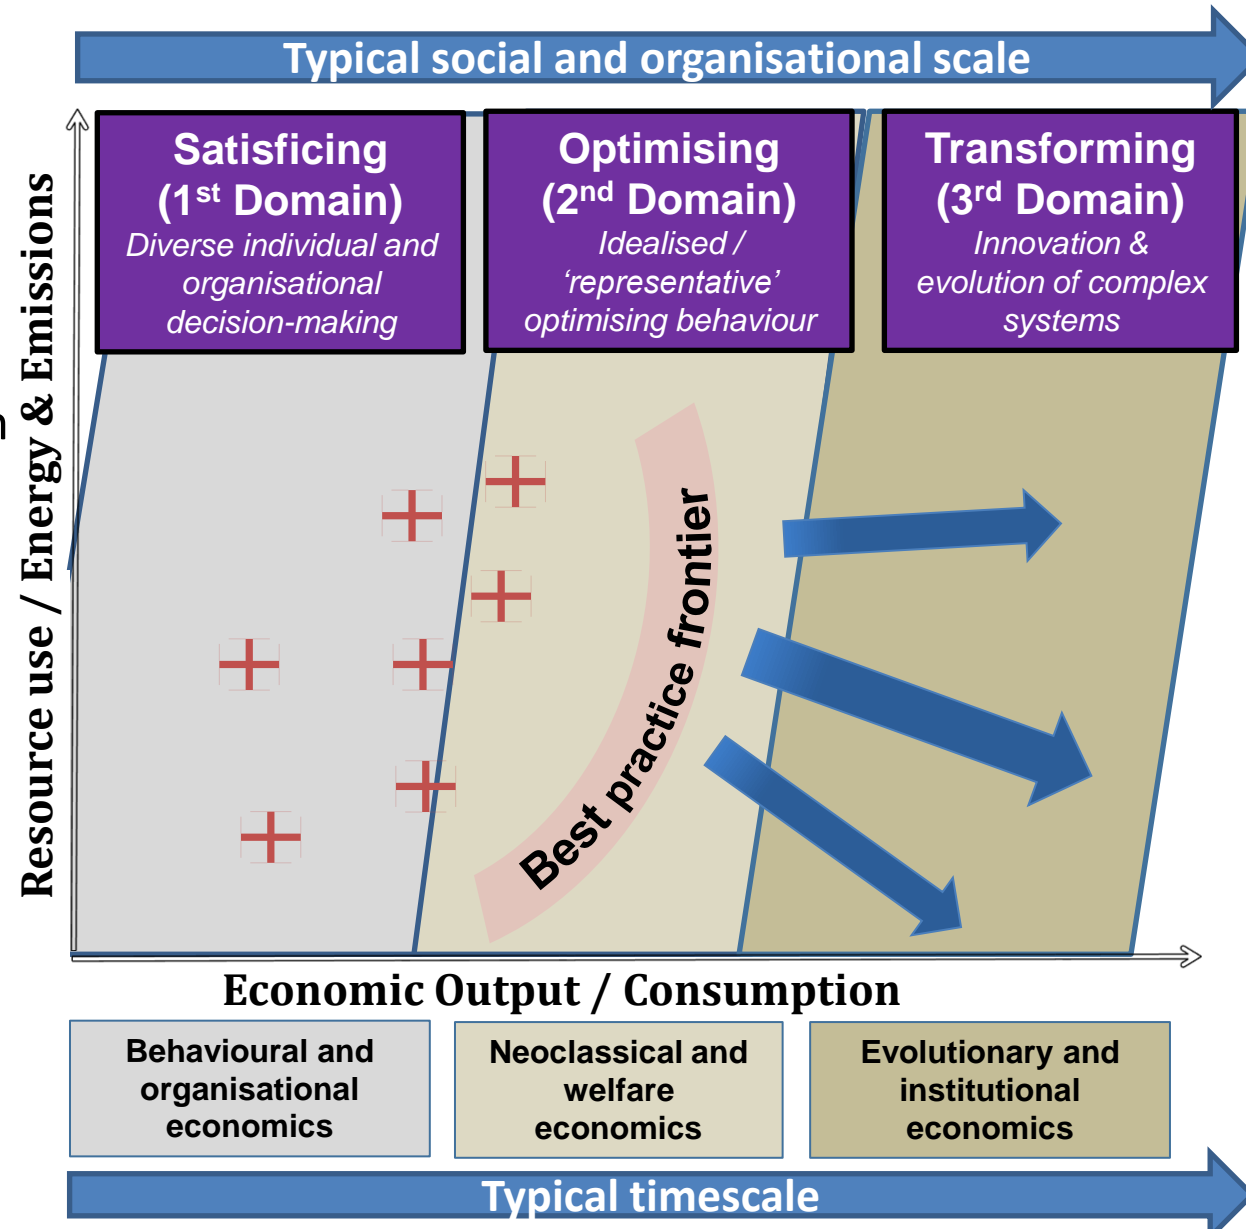 Typical social and organisational scale
Satisficing
(1st Domain)
Diverse individual and
organisational
decision-making
Optimising
(2nd Domain)
Idealised /
‘representative’
optimising behaviour
Transforming
(3rd Domain)
Innovation &
evolution of complex
systems
Resource use / Energy & Emissions
Best practice frontier
Economic Output / Consumption
Behavioural and
organisational
economics
Neoclassical and
welfare
economics
Evolutionary and
institutional
economics
Typical timescale